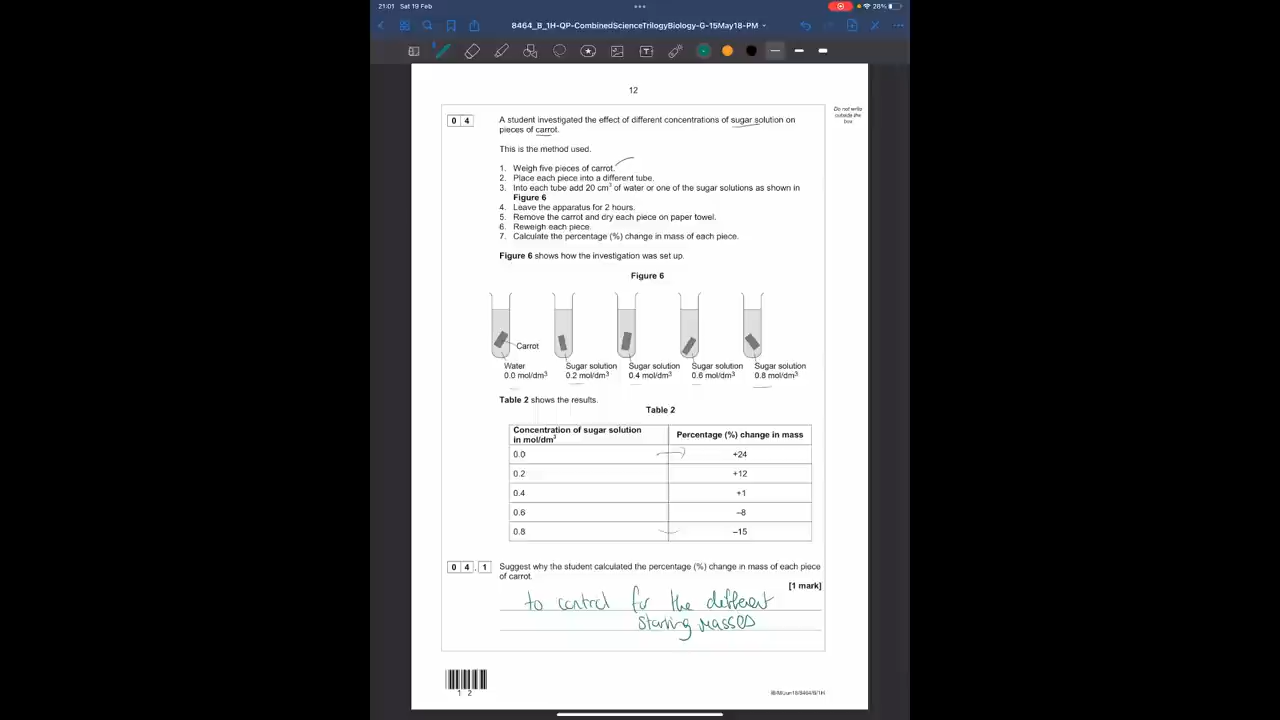 21:01 Sat 19 Feb
28%
8464_B_1H-QP-CombinedScienceTrilogyBiology-G-15May18-PM
12
Do not write
outside the
box
0 4
A student investigated the effect of different concentrations of sugar solution on
pieces of carrot.
This is the method used.
1. Weigh five pieces of carrot.
2. Place each piece into a different tube.
3. Into each tube add 20 cm³ of water or one of the sugar solutions as shown in
Figure 6
4. Leave the apparatus for 2 hours.
5. Remove the carrot and dry each piece on paper towel.
6. Reweigh each piece.
7. Calculate the percentage (%) change in mass of each piece.
Figure 6 shows how the investigation was set up.
Figure 6
Carrot
Water Sugar solution Sugar solution Sugar solution Sugar solution
0.0 mol/dm³ 0.2 mol/dm³ 0.4 mol/dm³ 0.6 mol/dm³ 0.8 mol/dm³
Table 2 shows the results.
Table 2
Concentration of sugar solution
in mol/dm³
Percentage (%) change in mass
0.0 +24
0.2 +12
0.4 +1
0.6 –8
0.8 –15
0 4 . 1
Suggest why the student calculated the percentage (%) change in mass of each piece
of carrot.
[1 mark]
to control for the different
starting masses
1 2
IB/M/Jun18/8464/B/1H